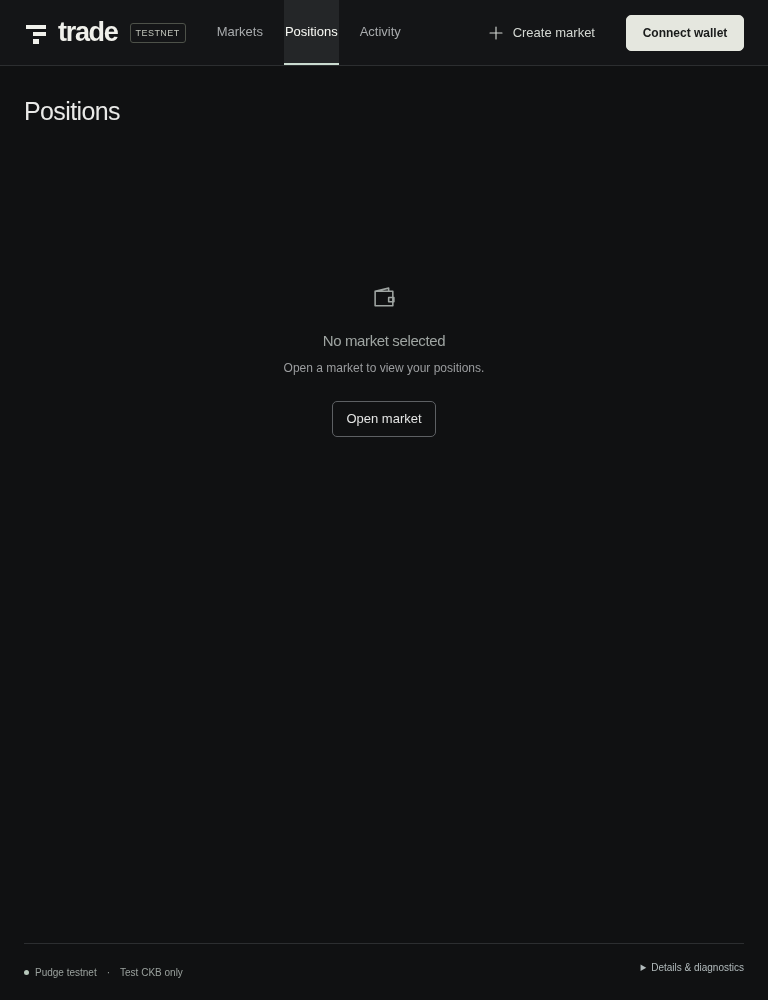 trade TESTNET Markets Positions Activity Create market Connect wallet
Positions
No market selected
Open a market to view your positions.
Open market
Pudge testnet · Test CKB only Details & diagnostics